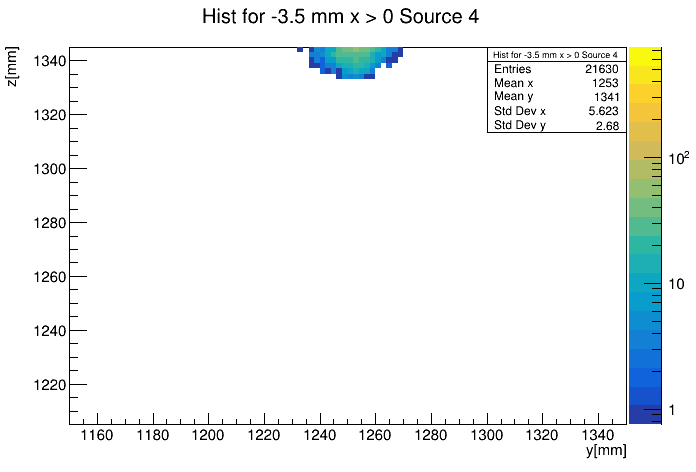 Hist for -3.5 mm x > 0 Source 4
z[mm]
Hist for -3.5 mm x > 0 Source 4
Entries 21630
Mean x 1253
Mean y 1341
Std Dev x 5.623
Std Dev y 2.68
1340
1320
1300
1280
1260
1240
1220
10²
10
1
1160 1180 1200 1220 1240 1260 1280 1300 1320 1340
y[mm]